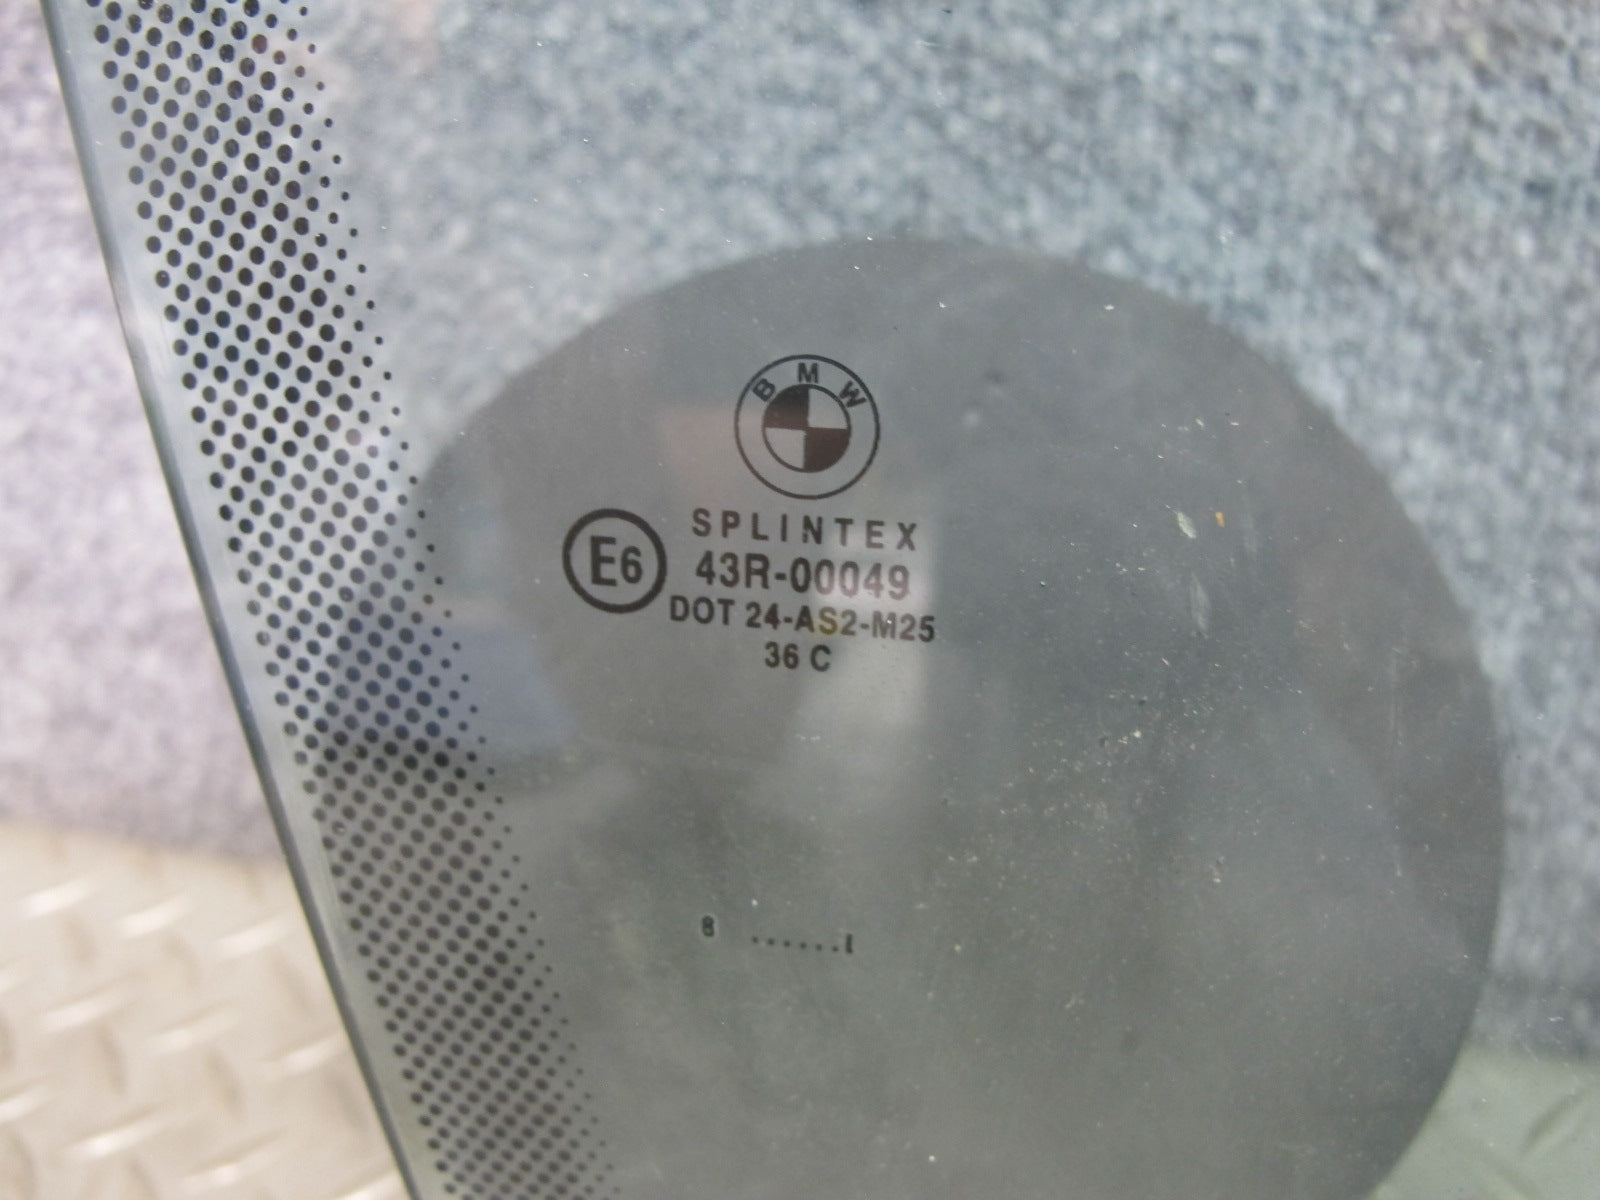 BMW
SPLINTEX
E6 43R-00049
DOT 24-AS2-M25
36 C
8 ......I